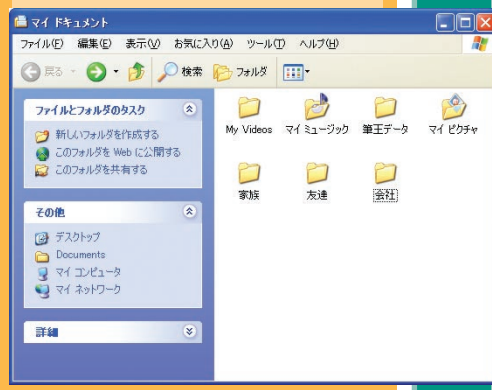 マイ ドキュメント
ファイル(F) 編集(E) 表示(V) お気に入り(A) ツール(T) ヘルプ(H)
戻る 検索 フォルダ
ファイルとフォルダのタスク
新しいフォルダを作成する
このフォルダを Web に公開する
このフォルダを共有する
その他
デスクトップ
Documents
マイ コンピュータ
マイ ネットワーク
詳細
My Videos マイ ミュージック 筆王データ マイ ピクチャ
家族 友達 会社